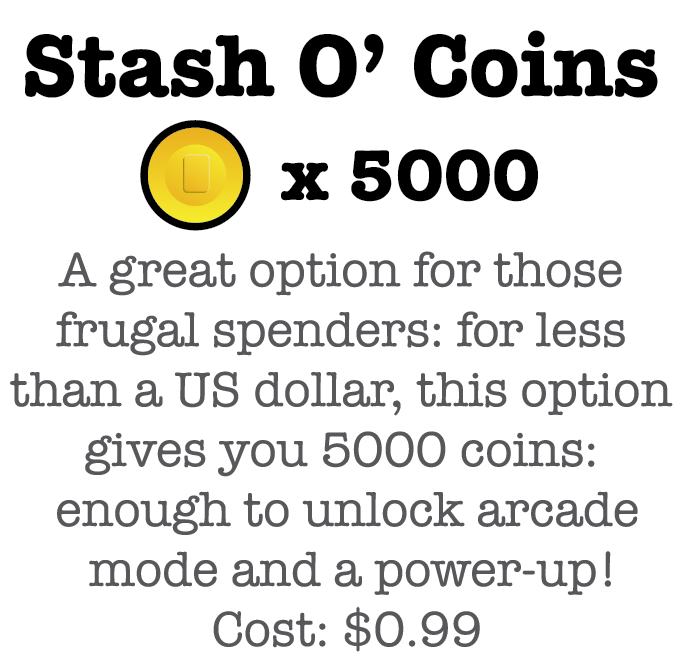 Stash O’ Coins
x 5000
A great option for those
frugal spenders: for less
than a US dollar, this option
gives you 5000 coins:
enough to unlock arcade
mode and a power-up!
Cost: $0.99